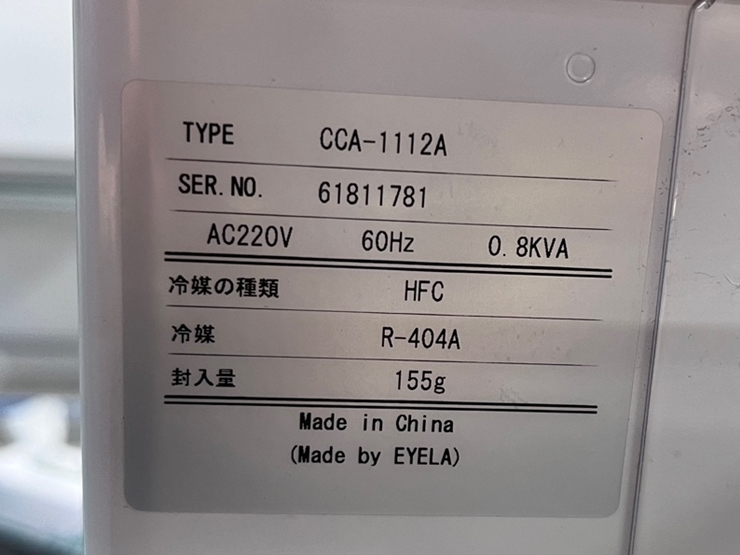 TYPE CCA-1112A
SER.NO. 61811781
AC220V 60Hz 0.8KVA
冷媒の種類 HFC
冷媒 R-404A
封入量 155g
Made in China
(Made by EYELA)